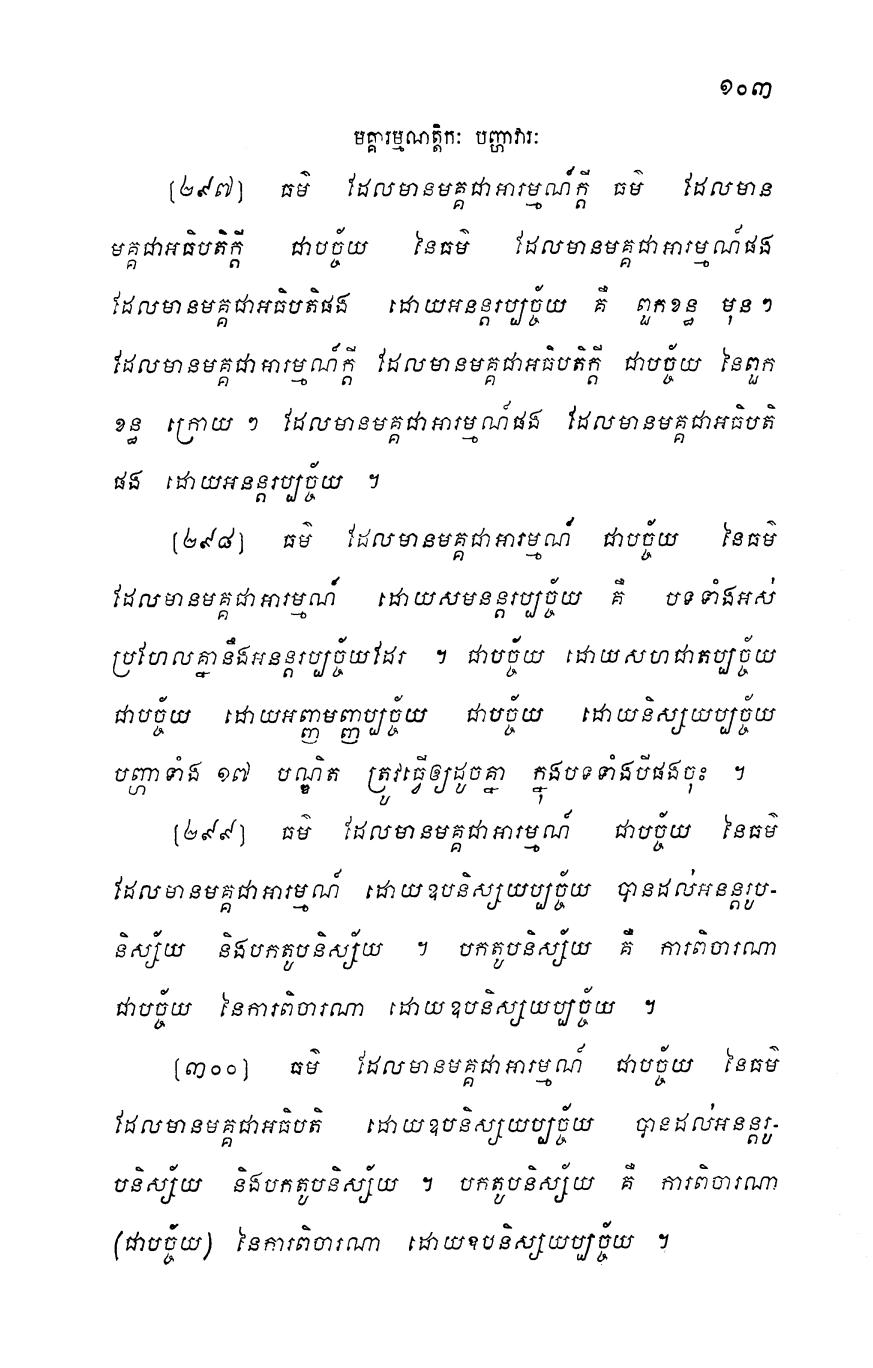 ១០៣
មគ្គារម្មណត្តិកៈ បញ្ហាវារៈ
(២៩៧) ធម៌ ដែលមានមគ្គជាអារម្មណ៍ក្តី ធម៌ ដែលមាន
មគ្គជាអធិបតិក្តី ជាបច្ច័យ នៃធម៌ ដែលមានមគ្គជាអារម្មណ៍ផង
ដែលមានមគ្គជាអធិបតិផង ដោយអនន្តរប្បច្ច័យ គឺ ពួកខន្ធ មុនៗ
ដែលមានមគ្គជាអារម្មណ៍ក្តី ដែលមានមគ្គជាអធិបតិក្តី ជាបច្ច័យ នៃពួក
ខន្ធ ក្រោយ ៗ ដែលមានមគ្គជាអារម្មណ៍ផង ដែលមានមគ្គជាអធិបតិ
ផង ដោយអនន្តរប្បច្ច័យ ។
(២៩៨) ធម៌ ដែលមានមគ្គជាអារម្មណ៍ ជាបច្ច័យ នៃធម៌
ដែលមានមគ្គជាអារម្មណ៍ ដោយសមនន្តរប្បច្ច័យ គឺ បទទាំងអស់
ប្រហែលគ្នានឹងអនន្តរប្បច្ច័យដែរ ។ ជាបច្ច័យ ដោយសហជាតប្បច្ច័យ
ជាបច្ច័យ ដោយអញ្ញមញ្ញប្បច្ច័យ ជាបច្ច័យ ដោយនិស្សយប្បច្ច័យ
បញ្ហាទាំង ១៧ បណ្ឌិត ត្រូវធ្វើឲ្យដូចគ្នា ក្នុងបទទាំងបីផងចុះ ។
(២៩៩) ធម៌ ដែលមានមគ្គជាអារម្មណ៍ ជាបច្ច័យ នៃធម៌
ដែលមានមគ្គជាអារម្មណ៍ ដោយឧបនិស្សយប្បច្ច័យ បានដល់អនន្តរូប-
និស្ស័យ និងបកតូបនិស្ស័យ ។ បកតូបនិស្ស័យ គឺ ការពិចារណា
ជាបច្ច័យ នៃការពិចារណា ដោយឧបនិស្សយប្បច្ច័យ ។
(៣០០) ធម៌ ដែលមានមគ្គជាអារម្មណ៍ ជាបច្ច័យ នៃធម៌
ដែលមានមគ្គជាអធិបតិ ដោយឧបនិស្សយប្បច្ច័យ បានដល់អនន្តរូ-
បនិស្ស័យ និងបកតូបនិស្ស័យ ។ បកតូបនិស្ស័យ គឺ ការពិចារណា
(ជាបច្ច័យ) នៃការពិចារណា ដោយឧបនិស្សយប្បច្ច័យ ។